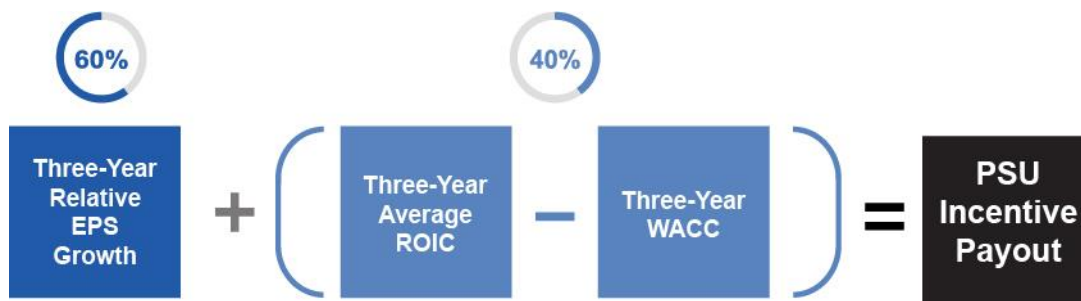 60%
40%
Three-Year
Relative
EPS
Growth
+
(
Three-Year
Average
ROIC
−
Three-Year
WACC
)
=
PSU
Incentive
Payout